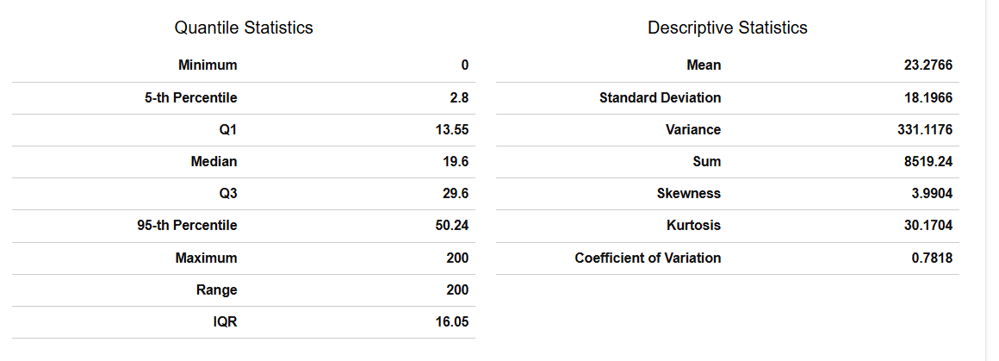 Quantile Statistics
Minimum 0
5-th Percentile 2.8
Q1 13.55
Median 19.6
Q3 29.6
95-th Percentile 50.24
Maximum 200
Range 200
IQR 16.05
Descriptive Statistics
Mean 23.2766
Standard Deviation 18.1966
Variance 331.1176
Sum 8519.24
Skewness 3.9904
Kurtosis 30.1704
Coefficient of Variation 0.7818